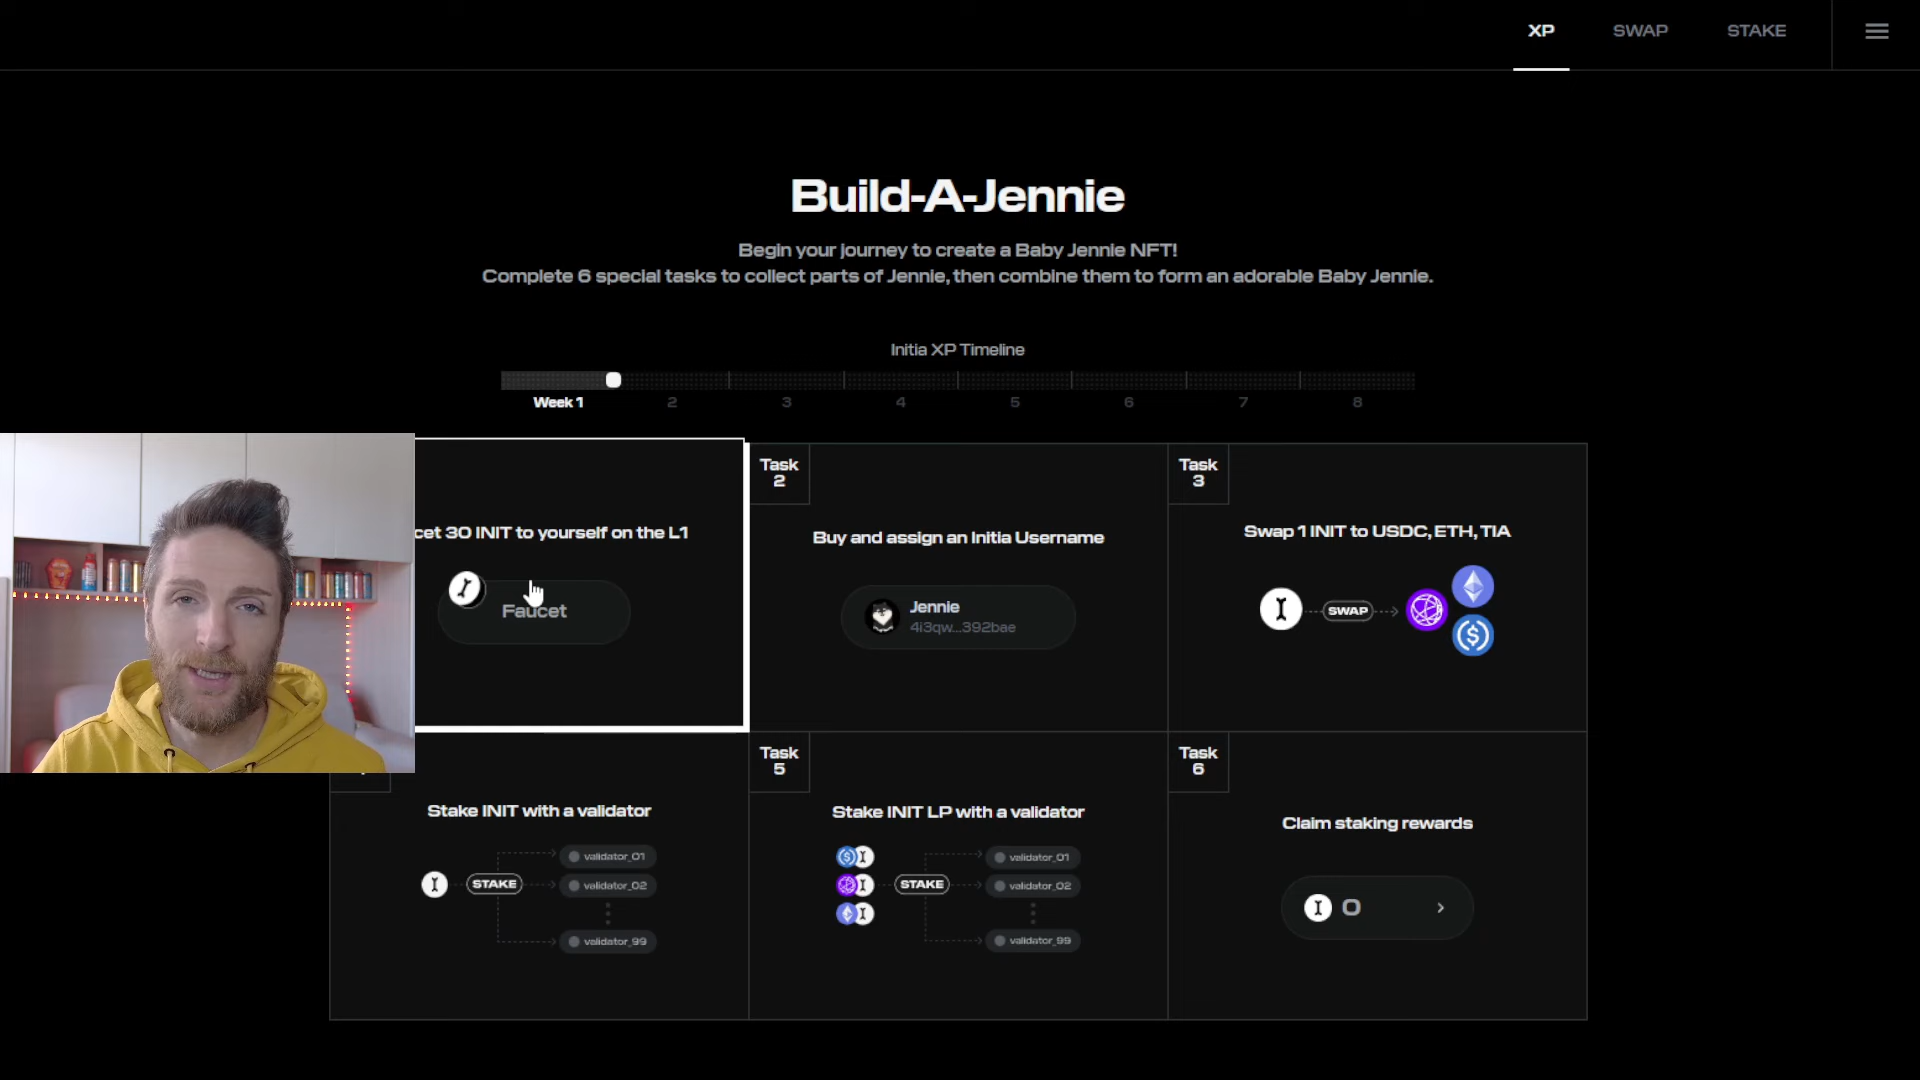 XP
SWAP
STAKE
Build-A-Jennie
Begin your journey to create a Baby Jennie NFT!
Complete 6 special tasks to collect parts of Jennie, then combine them to form an adorable Baby Jennie.
Initia XP Timeline
Week 1
2
3
4
5
6
7
8
cet 30 INIT to yourself on the L1
Faucet
Task
2
Buy and assign an Initia Username
Jennie
4i3qw...392bae
Task
3
Swap 1 INIT to USDC, ETH, TIA
SWAP
Stake INIT with a validator
STAKE
validator_01
validator_02
validator_99
Task
5
Stake INIT LP with a validator
STAKE
validator_01
validator_02
validator_99
Task
6
Claim staking rewards
0